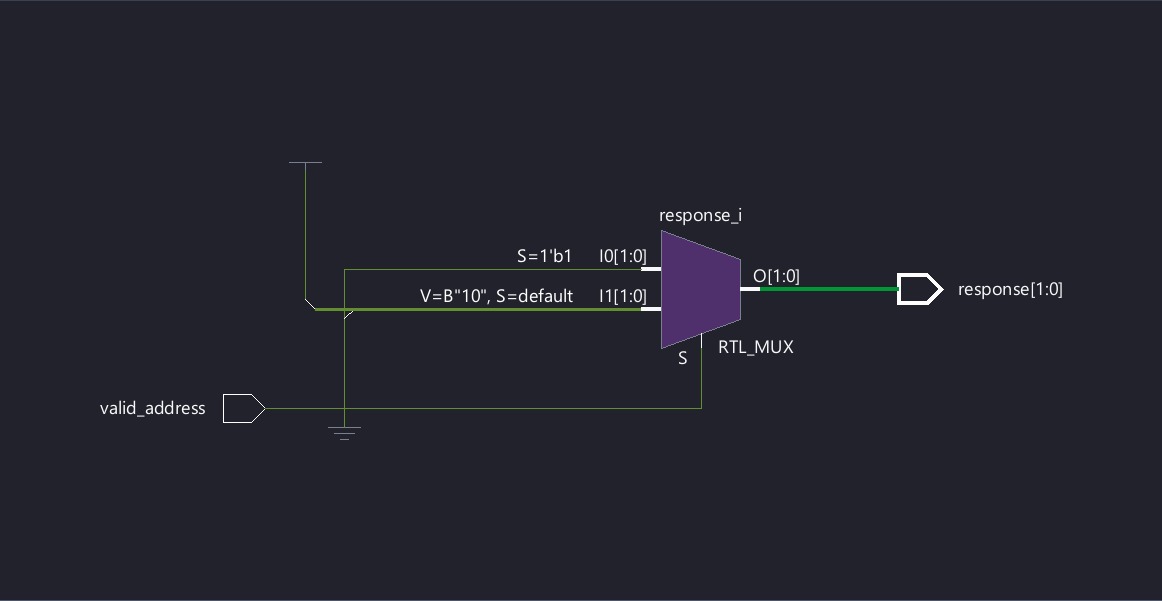 response_i
S=1'b1 I0[1:0]
O[1:0]
V=B"10", S=default I1[1:0]
response[1:0]
RTL_MUX
S
valid_address